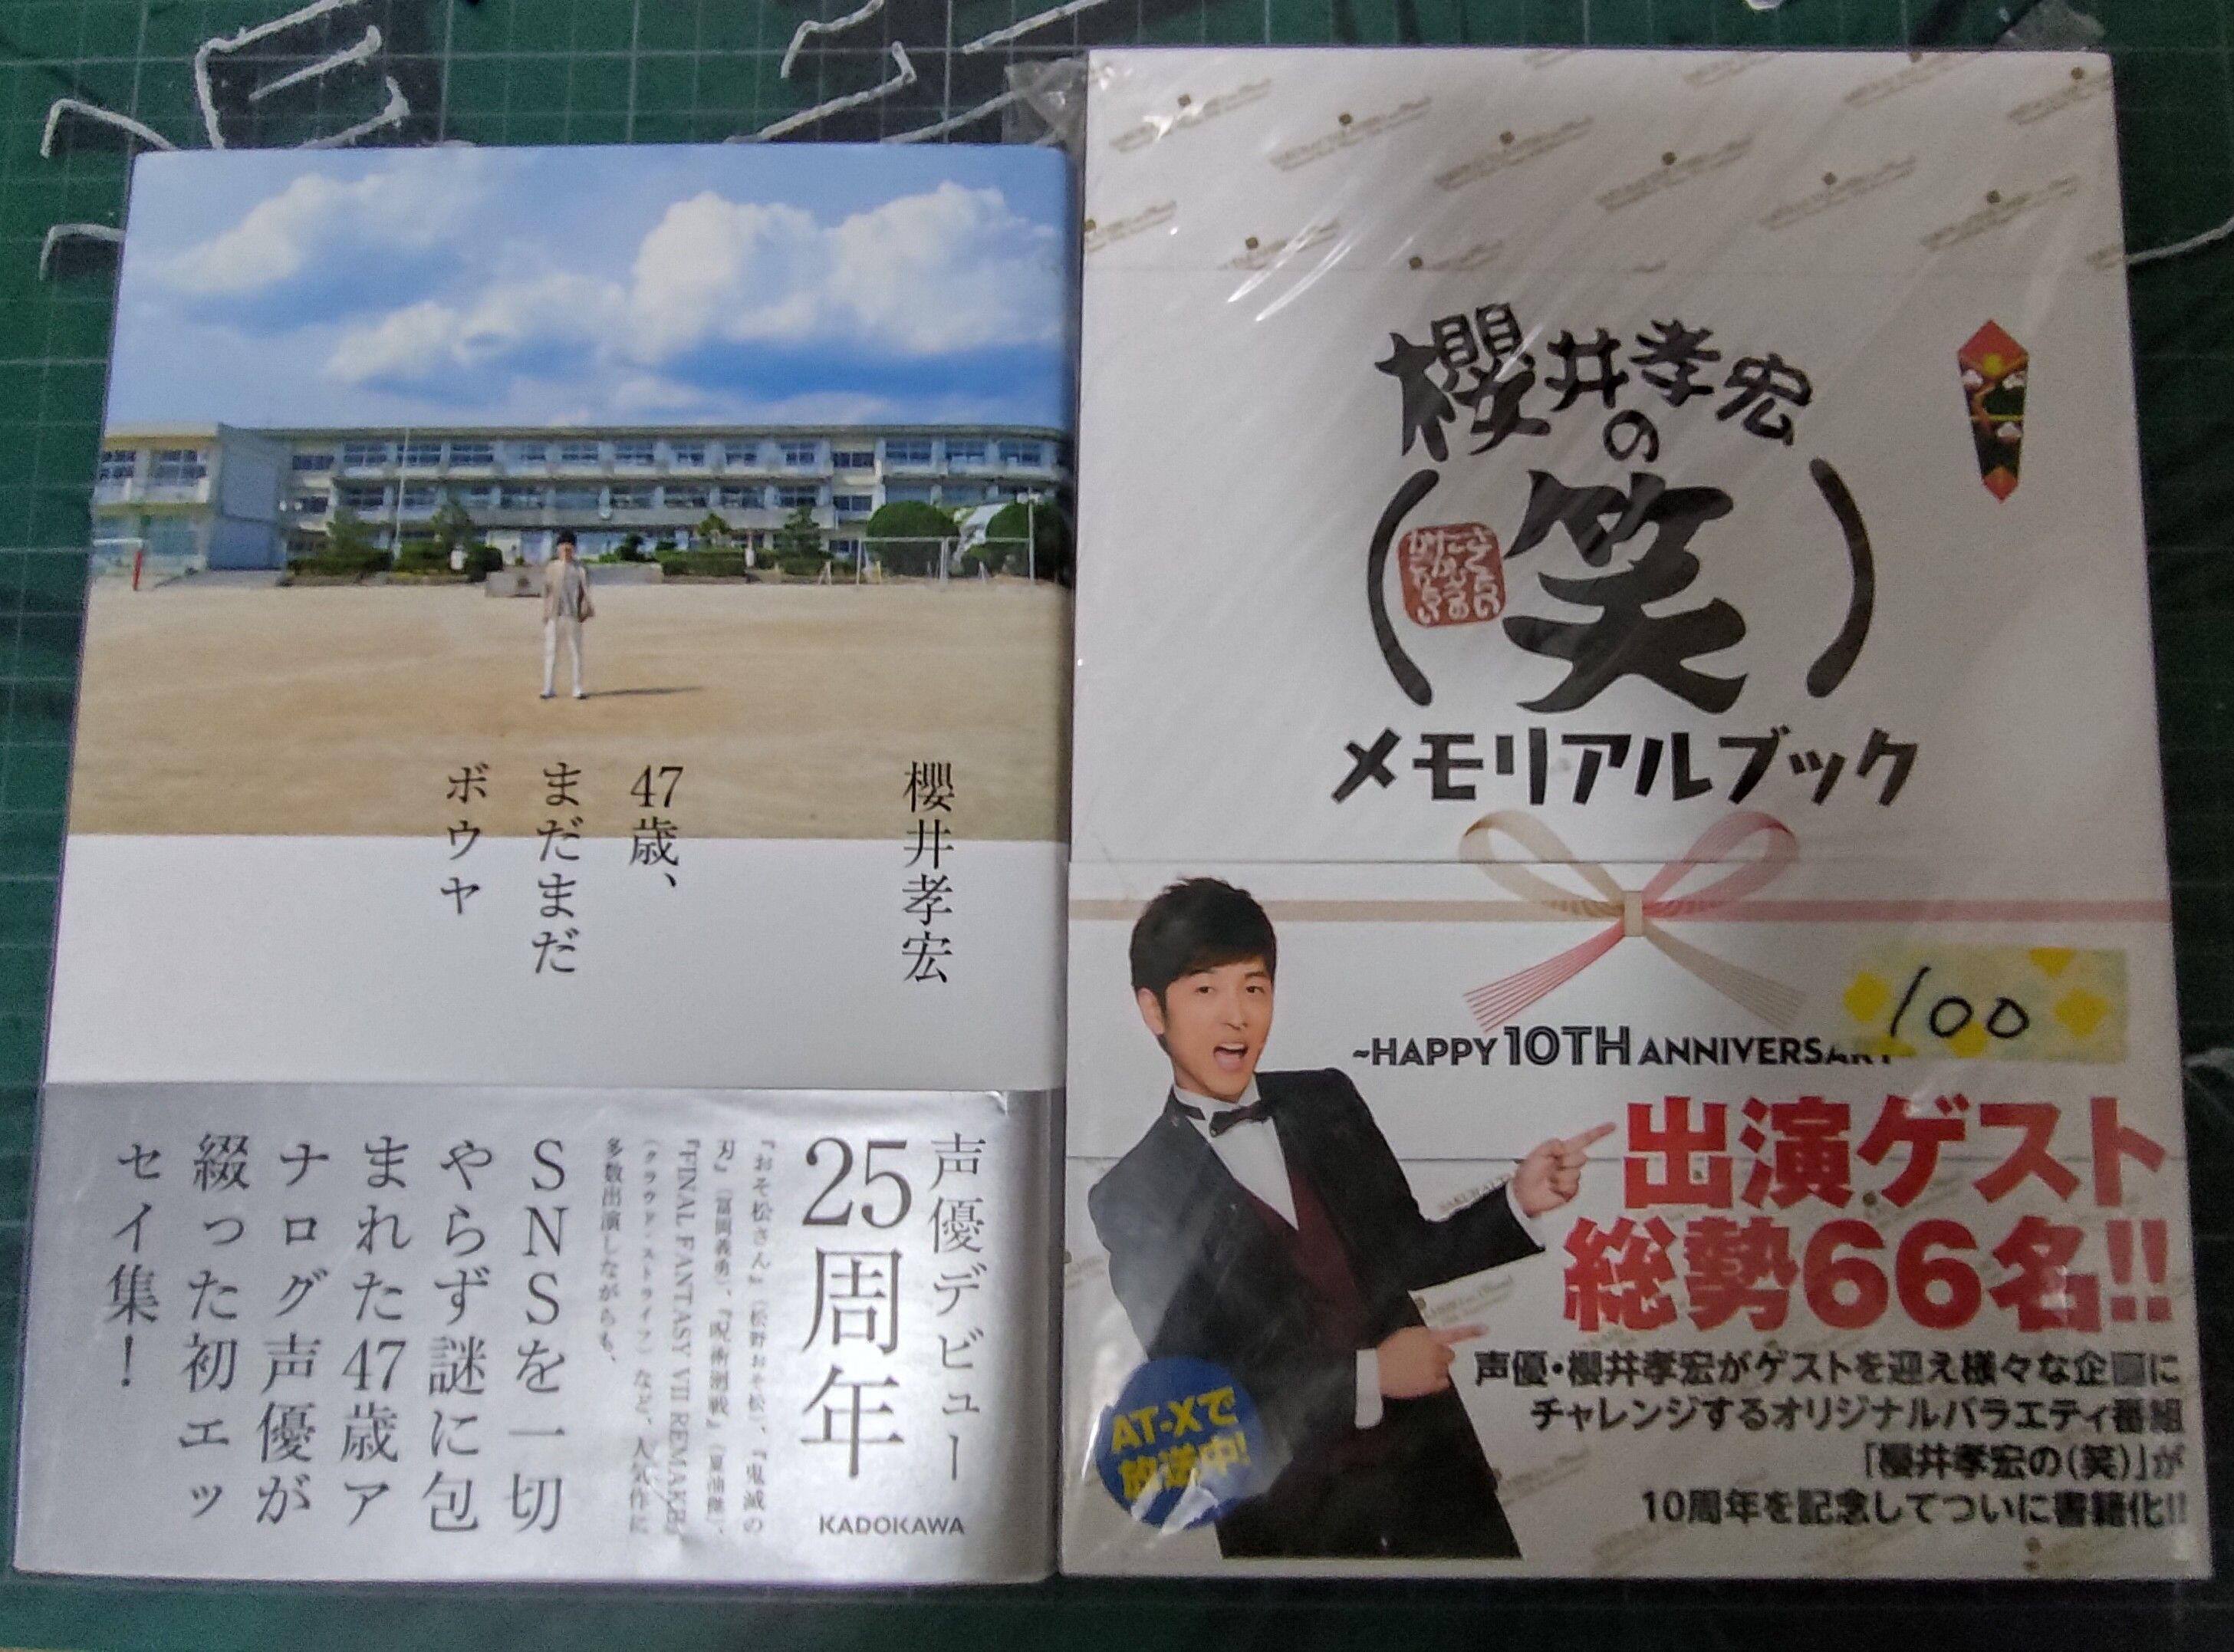 櫻井孝宏
47歳、
まだまだ
ボウヤ
声優デビュー
25周年
『おそ松さん』（松野おそ松）、『鬼滅の
刃』（冨岡義勇）、『呪術廻戦』（夏油傑）、
『FINAL FANTASY VII REMAKE』
（クラウド・ストライフ）など、人気作に
多数出演しながらも、
SNSを一切
やらず謎に包
まれた47歳ア
ナログ声優が
綴った初エッ
セイ集！
KADOKAWA
櫻井孝宏
の
（笑）
メモリアルブック
100
~HAPPY 10TH ANNIVERSARY
出演ゲスト
総勢66名!!
声優・櫻井孝宏がゲストを迎え様々な企画に
チャレンジするオリジナルバラエティ番組
「櫻井孝宏の(笑)」が
10周年を記念してついに書籍化!!
AT-Xで
放送中!